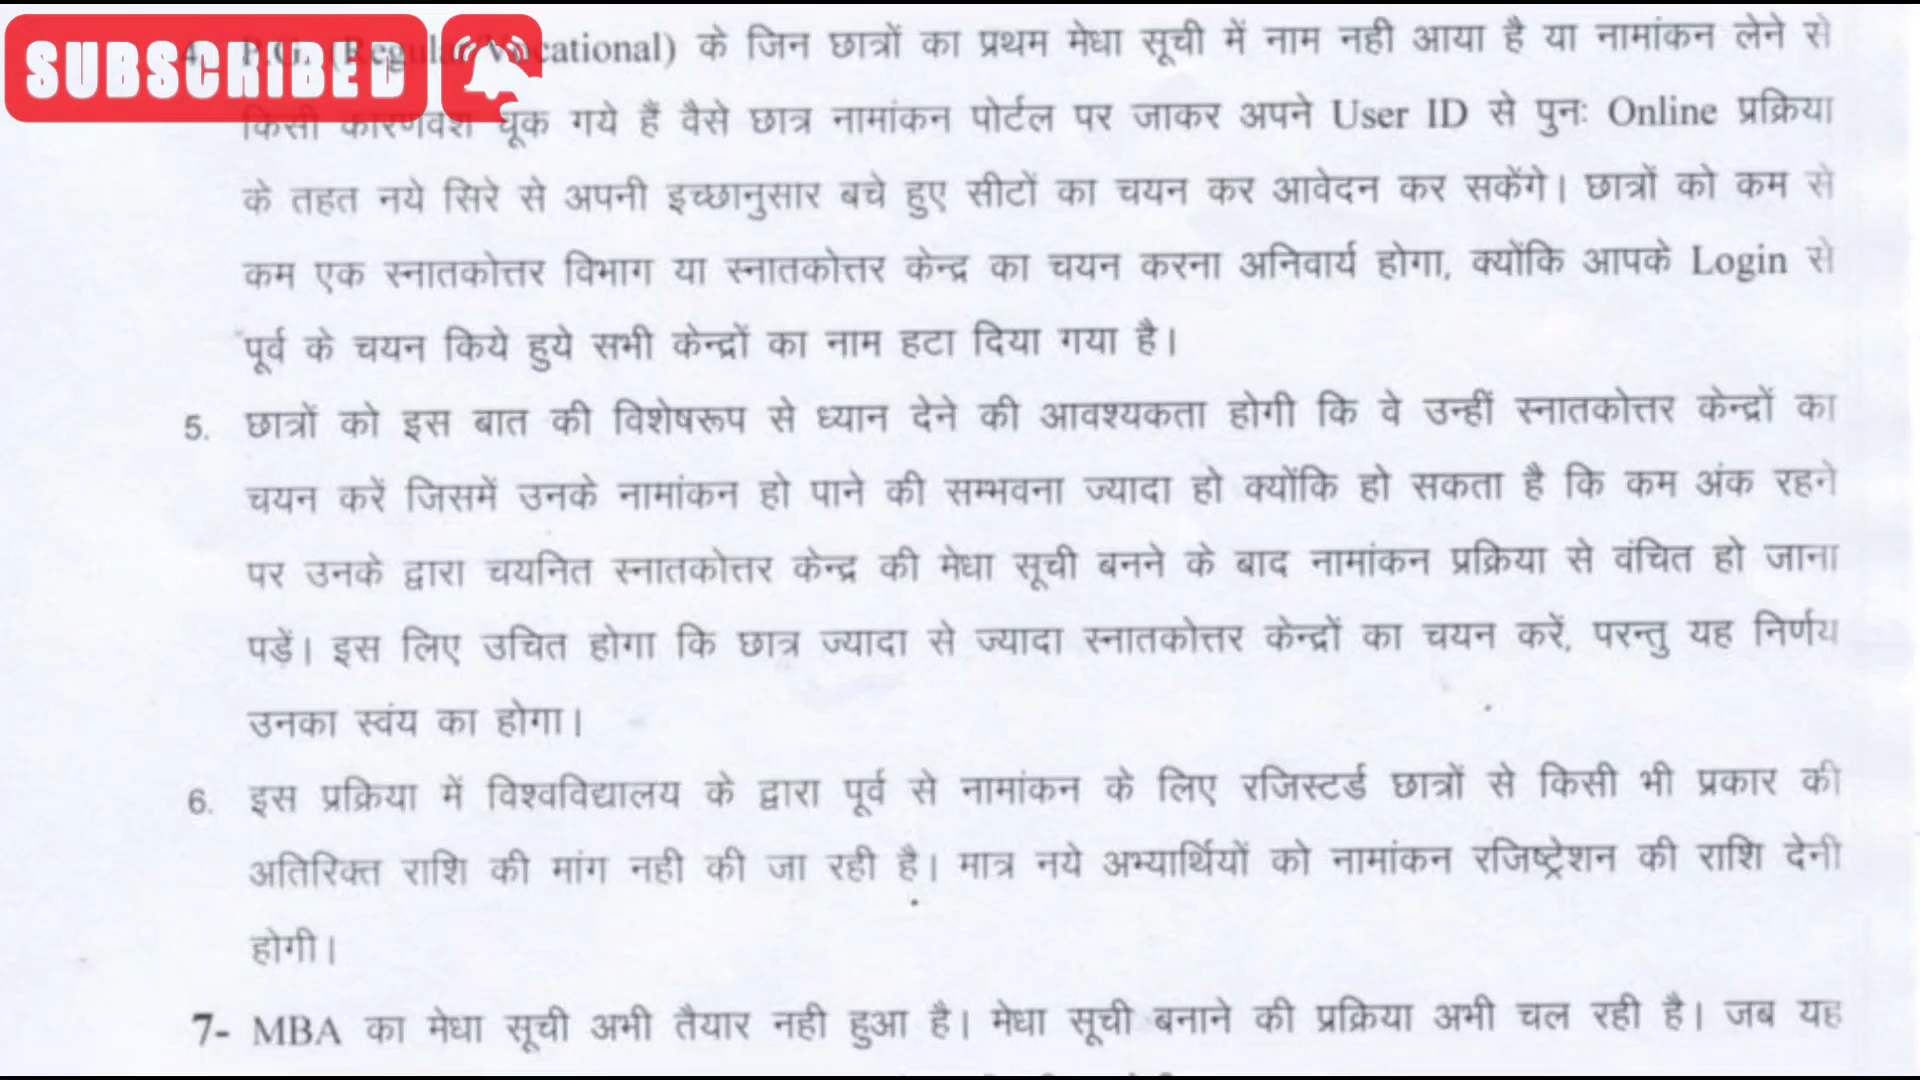 SUBSCRIBED
4. P.G. (Regular/Vocational) के जिन छात्रों का प्रथम मेधा सूची में नाम नही आया है या नामांकन लेने से
किसी कारणवश चूक गये हैं वैसे छात्र नामांकन पोर्टल पर जाकर अपने User ID से पुनः Online प्रक्रिया
के तहत नये सिरे से अपनी इच्छानुसार बचे हुए सीटों का चयन कर आवेदन कर सकेंगे। छात्रों को कम से
कम एक स्नातकोत्तर विभाग या स्नातकोत्तर केन्द्र का चयन करना अनिवार्य होगा, क्योंकि आपके Login से
पूर्व के चयन किये हुये सभी केन्द्रों का नाम हटा दिया गया है।
5. छात्रों को इस बात की विशेषरूप से ध्यान देने की आवश्यकता होगी कि वे उन्हीं स्नातकोत्तर केन्द्रों का
चयन करें जिसमें उनके नामांकन हो पाने की सम्भवना ज्यादा हो क्योंकि हो सकता है कि कम अंक रहने
पर उनके द्वारा चयनित स्नातकोत्तर केन्द्र की मेधा सूची बनने के बाद नामांकन प्रक्रिया से वंचित हो जाना
पड़ें। इस लिए उचित होगा कि छात्र ज्यादा से ज्यादा स्नातकोत्तर केन्द्रों का चयन करें, परन्तु यह निर्णय
उनका स्वंय का होगा।
6. इस प्रक्रिया में विश्वविद्यालय के द्वारा पूर्व से नामांकन के लिए रजिस्टर्ड छात्रों से किसी भी प्रकार की
अतिरिक्त राशि की मांग नही की जा रही है। मात्र नये अभ्यार्थियों को नामांकन रजिष्ट्रेशन की राशि देनी
होगी।
7- MBA का मेधा सूची अभी तैयार नही हुआ है। मेधा सूची बनाने की प्रक्रिया अभी चल रही है। जब यह